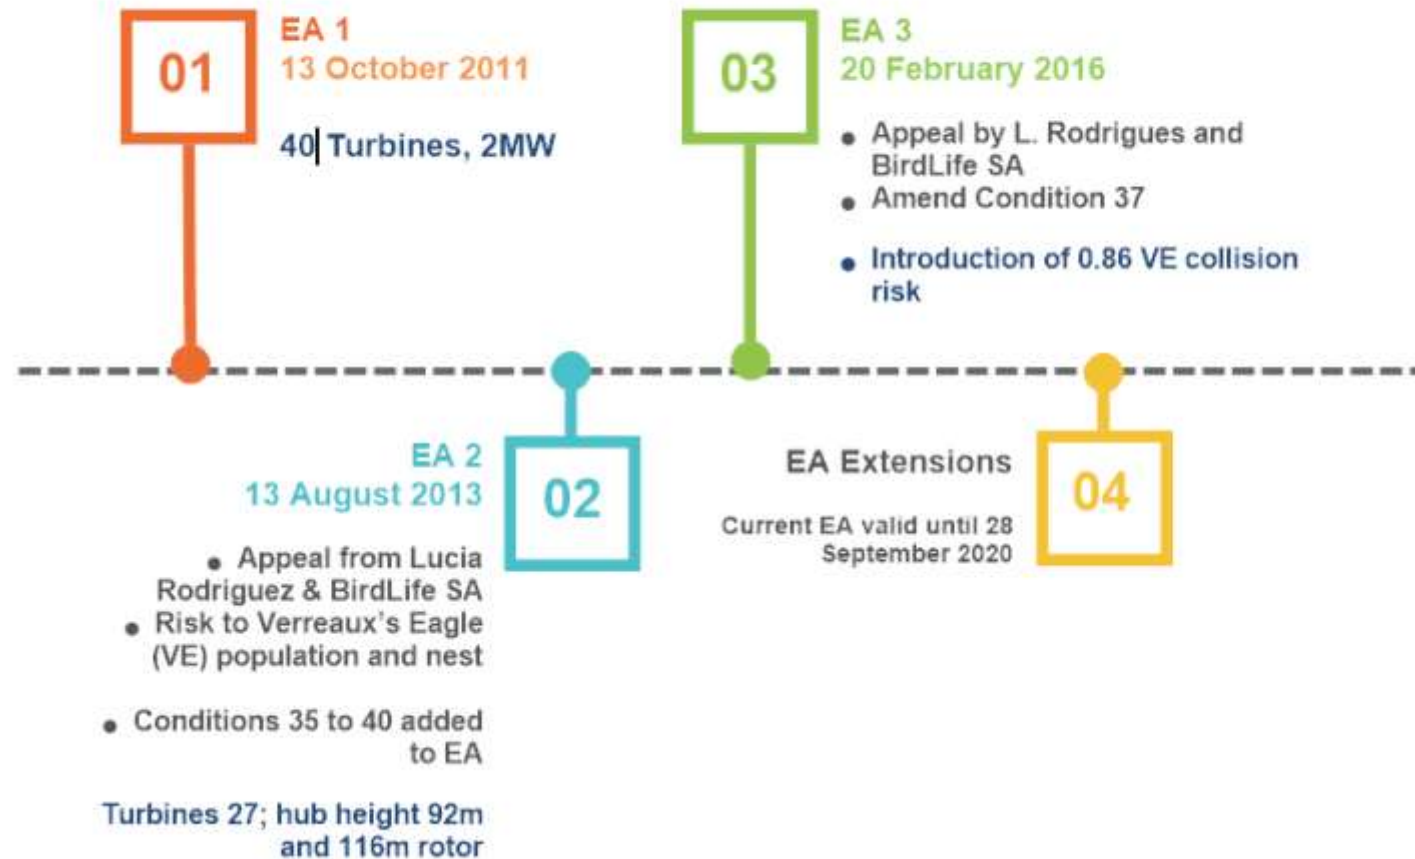 01
EA 1
13 October 2011
40 Turbines, 2MW
03
EA 3
20 February 2016
● Appeal by L. Rodrigues and
BirdLife SA
● Amend Condition 37
● Introduction of 0.86 VE collision
risk
EA 2
13 August 2013
02
● Appeal from Lucia
Rodriguez & BirdLife SA
● Risk to Verreaux's Eagle
(VE) population and nest
● Conditions 35 to 40 added
to EA
Turbines 27; hub height 92m
and 116m rotor
EA Extensions
04
Current EA valid until 28
September 2020